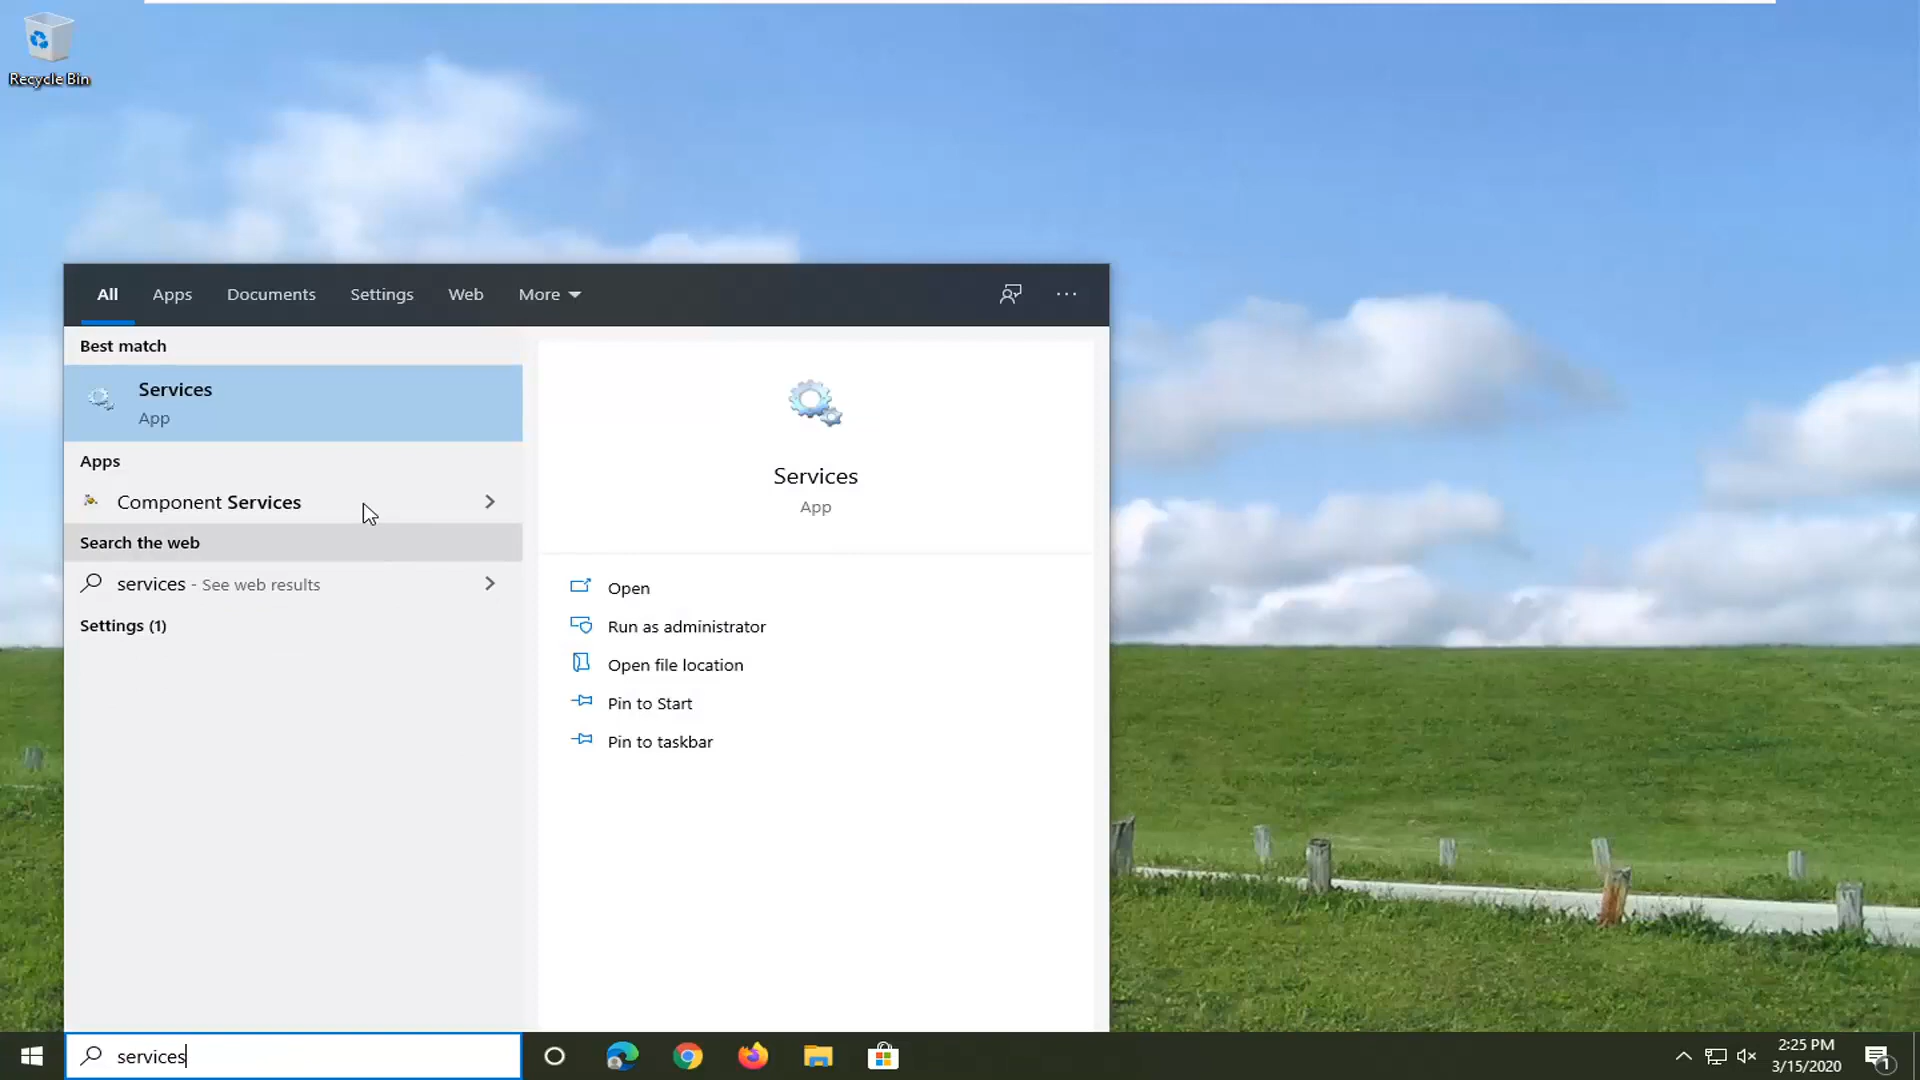 Recycle Bin
All Apps Documents Settings Web More
Best match
Services
App
Apps
Component Services
Search the web
services - See web results
Settings (1)
Services
App
Open
Run as administrator
Open file location
Pin to Start
Pin to taskbar
services
2:25 PM
3/15/2020
1